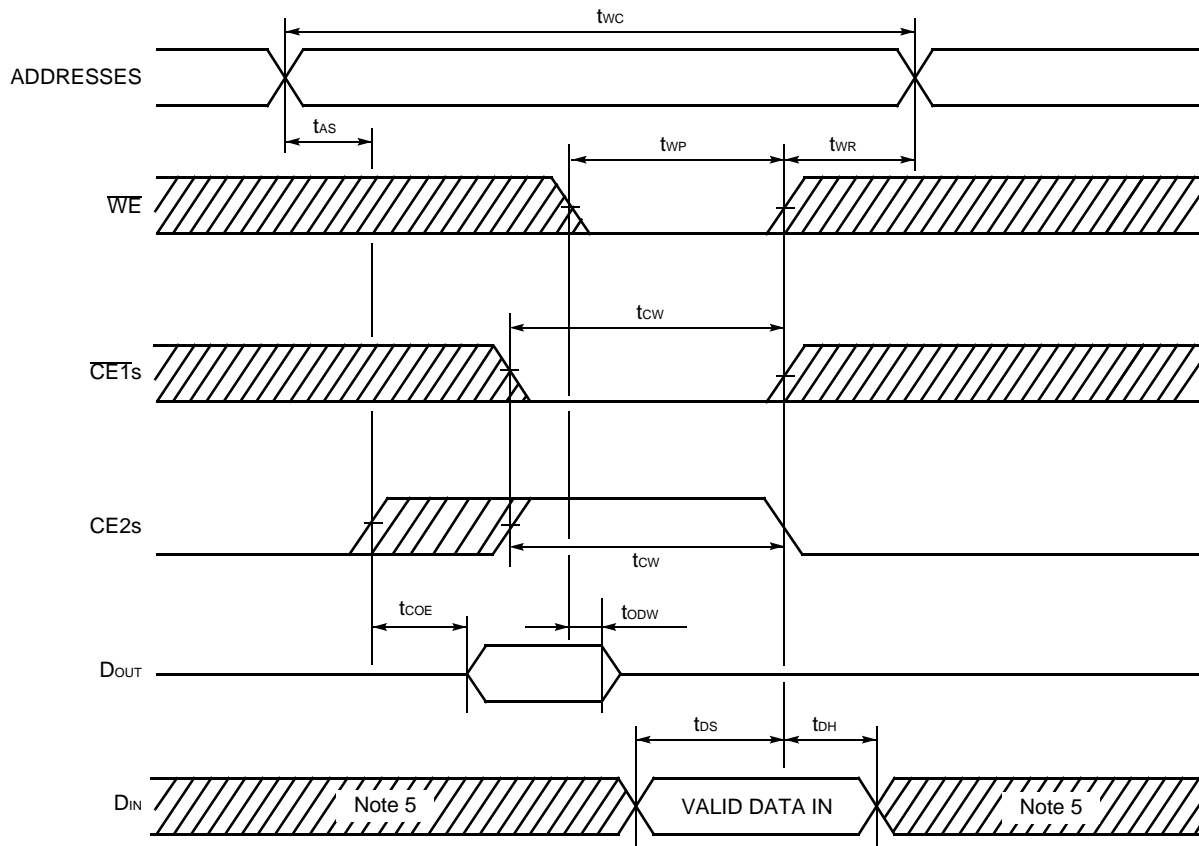 tWC
ADDRESSES
tAS
tWP
tWR
WE
tCW
CE1s
CE2s
tCW
tCOE
tODW
DOUT
tDS
tDH
DIN
Note 5
VALID DATA IN
Note 5